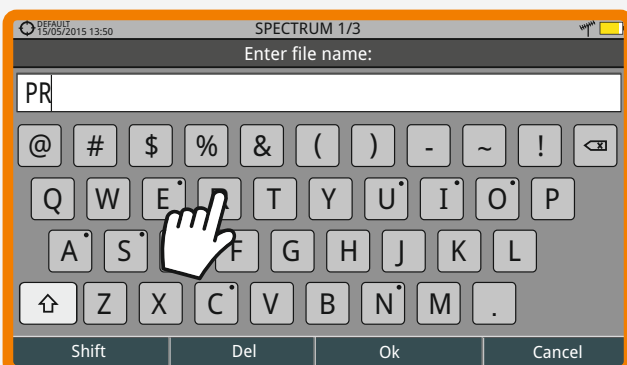 DEFAULT
15/05/2015 13:50
SPECTRUM 1/3
Enter file name:
PR
@ # $ % & ( ) - ~ !
Q W E T Y U I O P
A S F G H J K L
Z X C V B N M .
Shift Del Ok Cancel